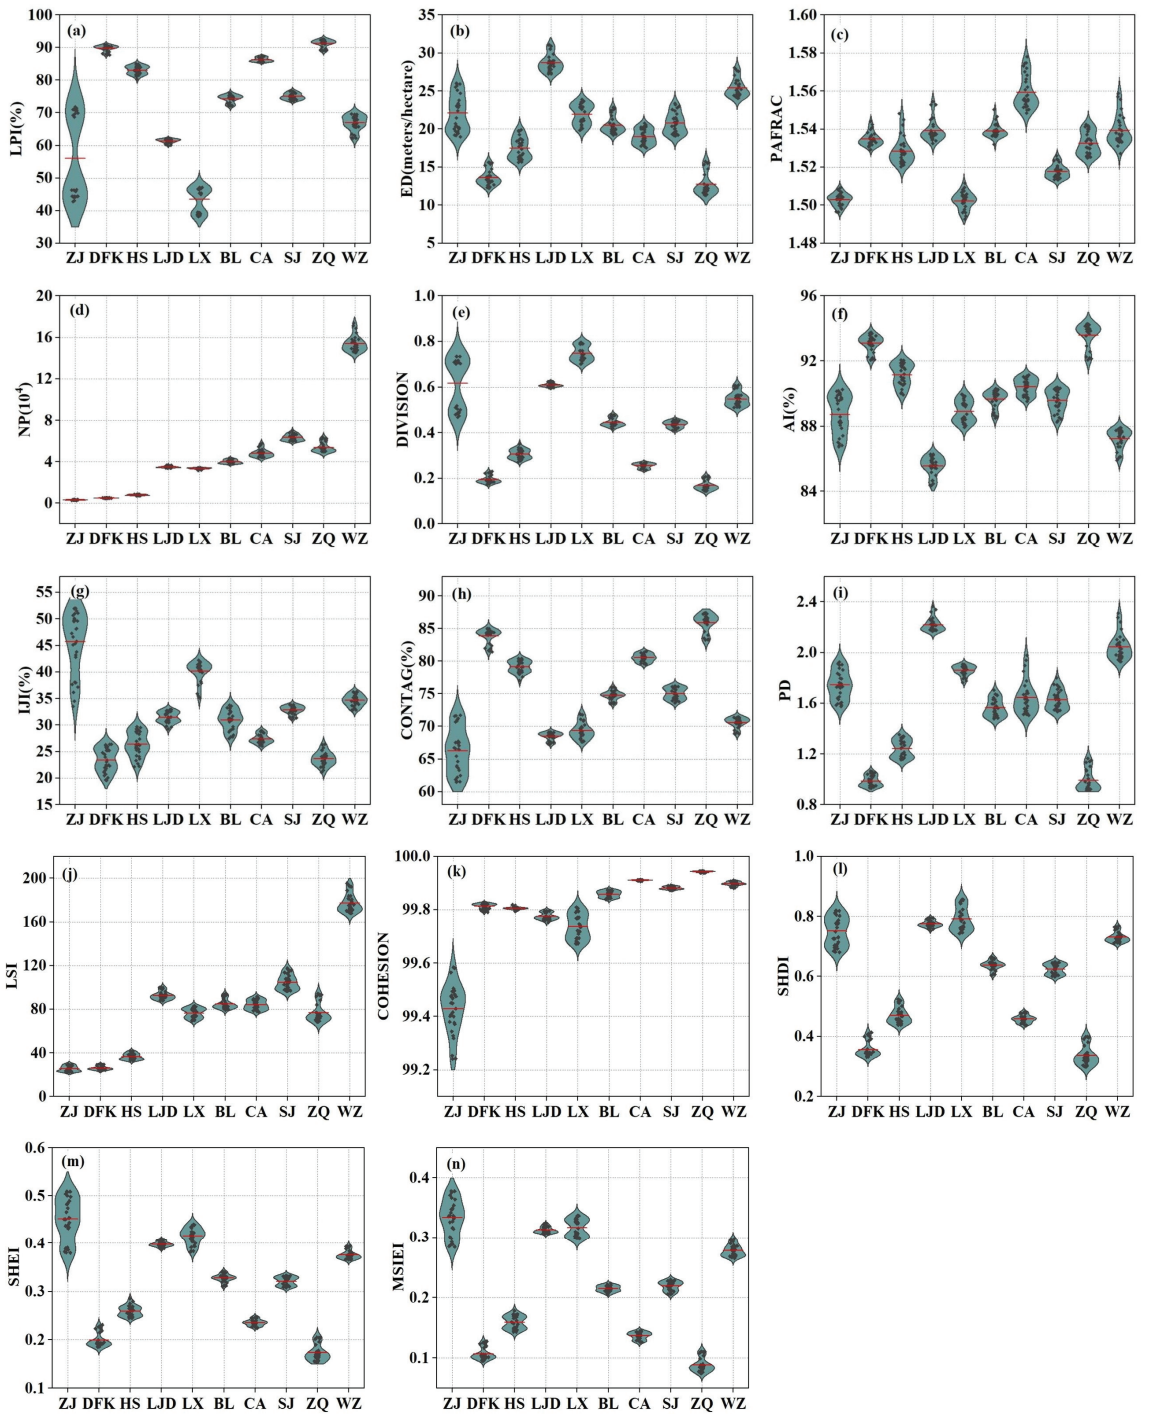 (a)
LPI(%)
100
90
80
70
60
50
40
30
ZJ DFK HS LJD LX BL CA SJ ZQ WZ
(b)
ED(meters/hectare)
35
30
25
20
15
10
5
ZJ DFK HS LJD LX BL CA SJ ZQ WZ
(c)
PAFRAC
1.60
1.58
1.56
1.54
1.52
1.50
1.48
ZJ DFK HS LJD LX BL CA SJ ZQ WZ
(d)
NP(10⁴)
20
16
12
8
4
0
ZJ DFK HS LJD LX BL CA SJ ZQ WZ
(e)
DIVISION
1.0
0.8
0.6
0.4
0.2
0.0
ZJ DFK HS LJD LX BL CA SJ ZQ WZ
(f)
AI(%)
96
92
88
84
ZJ DFK HS LJD LX BL CA SJ ZQ WZ
(g)
IJI(%)
55
50
45
40
35
30
25
20
15
ZJ DFK HS LJD LX BL CA SJ ZQ WZ
(h)
CONTAG(%)
90
85
80
75
70
65
60
ZJ DFK HS LJD LX BL CA SJ ZQ WZ
(i)
PD
2.4
2.0
1.6
1.2
0.8
ZJ DFK HS LJD LX BL CA SJ ZQ WZ
(j)
LSI
200
160
120
80
40
0
ZJ DFK HS LJD LX BL CA SJ ZQ WZ
(k)
COHESION
100.0
99.8
99.6
99.4
99.2
ZJ DFK HS LJD LX BL CA SJ ZQ WZ
(l)
SHDI
1.0
0.8
0.6
0.4
0.2
ZJ DFK HS LJD LX BL CA SJ ZQ WZ
(m)
SHEI
0.6
0.5
0.4
0.3
0.2
0.1
ZJ DFK HS LJD LX BL CA SJ ZQ WZ
(n)
MSIEI
0.4
0.3
0.2
0.1
ZJ DFK HS LJD LX BL CA SJ ZQ WZ